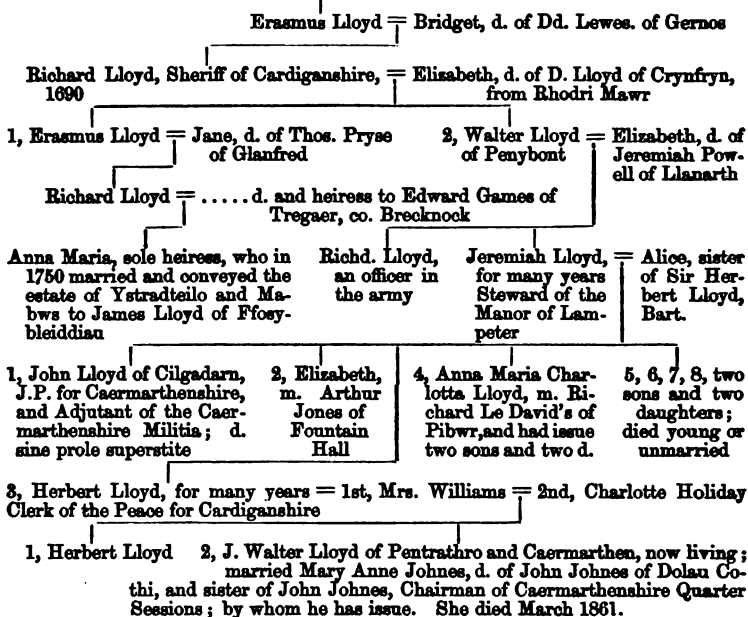 Erasmus Lloyd = Bridget, d. of Dd. Lewes. of Gernos
Richard Lloyd, Sheriff of Cardiganshire, = Elisabeth, d. of D. Lloyd of Crynfryn,
1690
from Rhodri Mawr
1, Erasmus Lloyd = Jane, d. of Thos. Pryse
of Glanfred
2, Walter Lloyd = Elizabeth, d. of
of Penybont
Jeremiah Pow-
ell of Llanarth
Richard Lloyd = ..... d. and heiress to Edward Games of
Tregaer, co. Brecknock
Anna Maria, sole heiress, who in
1750 married and conveyed the
estate of Ystradteilo and Ma-
bws to James Lloyd of Ffosy-
bleiddiau
Richd. Lloyd,
an officer in
the army
Jeremiah Lloyd, =
for many years
Steward of the
Manor of Lam-
peter
Alice, sister
of Sir Her-
bert Lloyd,
Bart.
1, John Lloyd of Cilgadarn,
J.P. for Caermarthenshire,
and Adjutant of the Caer-
marthenshire Militia; d.
sine prole superstite
2, Elizabeth,
m. Arthur
Jones of
Fountain
Hall
4, Anna Maria Char-
lotta Lloyd, m. Ri-
chard Le David's of
Pibwr, and had issue
two sons and two d.
5, 6, 7, 8, two
sons and two
daughters;
died young or
unmarried
3, Herbert Lloyd, for many years = 1st, Mrs. Williams = 2nd, Charlotte Holiday
Clerk of the Peace for Cardiganshire
1, Herbert Lloyd
2, J. Walter Lloyd of Pentrathro and Caermarthen, now living;
married Mary Anne Johnes, d. of John Johnes of Dolau Co-
thi, and sister of John Johnes, Chairman of Caermarthenshire Quarter
Sessions; by whom he has issue. She died March 1861.